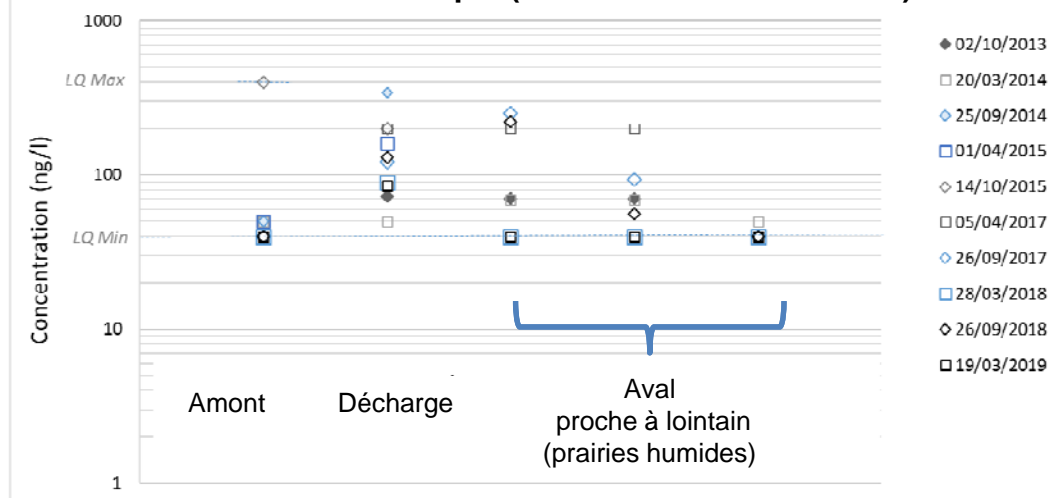 1000
LQ Max
100
LQ Min
10
1
Concentration (ng/l)
Amont
Décharge
Aval
proche à lointain
(prairies humides)
02/10/2013
20/03/2014
25/09/2014
01/04/2015
14/10/2015
05/04/2017
26/09/2017
28/03/2018
26/09/2018
19/03/2019